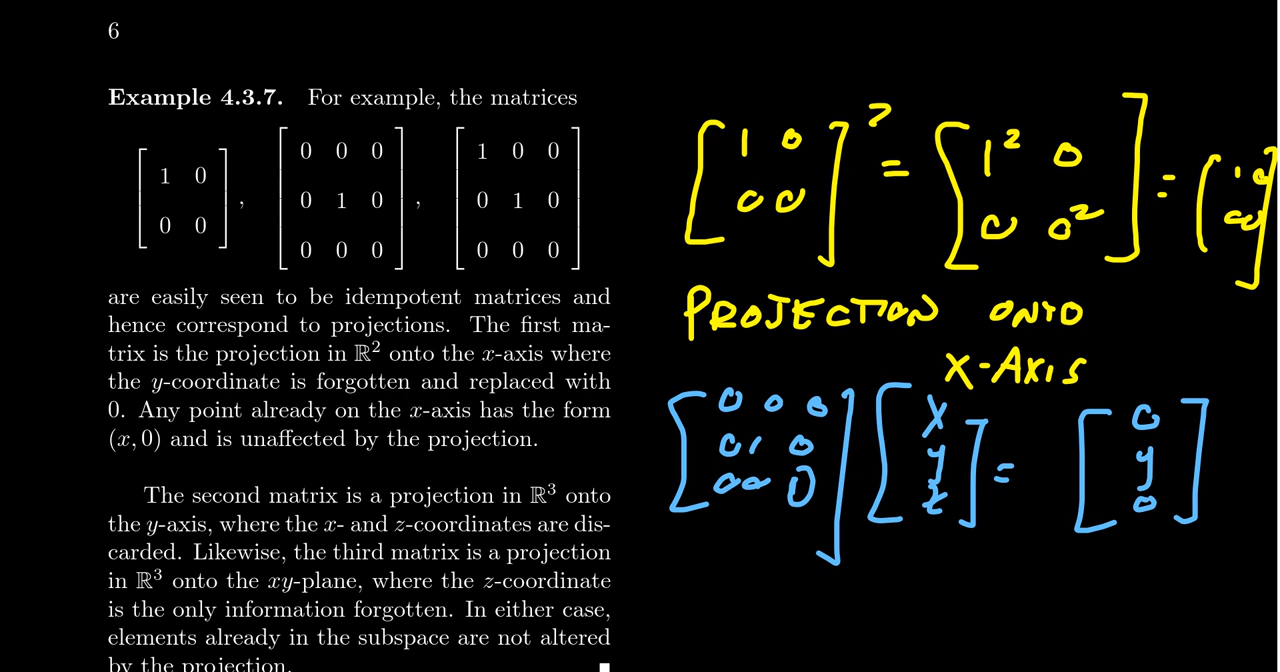 6
Example 4.3.7. For example, the matrices
[ 1 0 ; 0 0 ], [ 0 0 0 ; 0 1 0 ; 0 0 0 ], [ 1 0 0 ; 0 1 0 ; 0 0 0 ]
are easily seen to be idempotent matrices and
hence correspond to projections. The first ma-
trix is the projection in ℝ² onto the x-axis where
the y-coordinate is forgotten and replaced with
0. Any point already on the x-axis has the form
(x, 0) and is unaffected by the projection.
The second matrix is a projection in ℝ³ onto
the y-axis, where the x- and z-coordinates are dis-
carded. Likewise, the third matrix is a projection
in ℝ³ onto the xy-plane, where the z-coordinate
is the only information forgotten. In either case,
elements already in the subspace are not altered
by the projection. ■
[ 1 0 ; 0 0 ]² = [ 1² 0 ; 0 0² ] = [ 1 0 ; 0 0 ]
PROJECTION ONTO
X-AXIS
[ 0 0 0 ; 0 1 0 ; 0 0 0 ] [ x ; y ; z ] = [ 0 ; y ; 0 ]